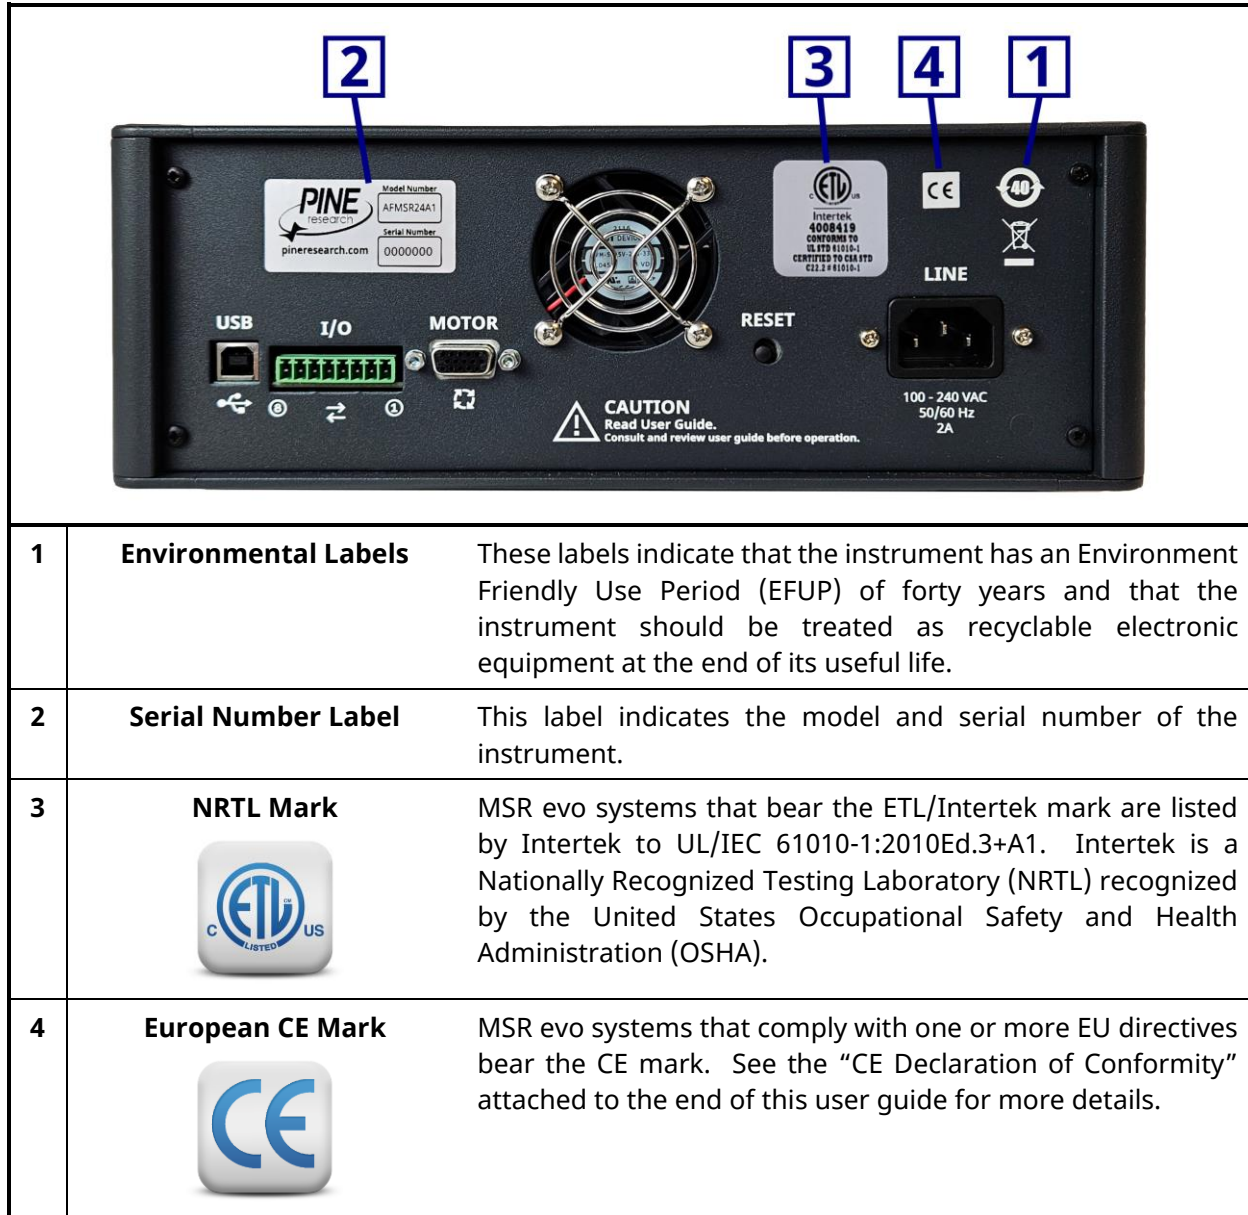 2
3
4
1
PINE
research
pineresearch.com
Model Number
AFMSR24A1
Serial Number
0000000
C ETL US
Intertek
4008419
CONFORMS TO
UL STD 61010-1
CERTIFIED TO CSA STD
C22.2 # 61010-1
CE
40
LINE
USB
I/O
MOTOR
RESET
8
1
100 - 240 VAC
50/60 Hz
2A
CAUTION
Read User Guide.
Consult and review user guide before operation.
1 Environmental Labels These labels indicate that the instrument has an Environment
Friendly Use Period (EFUP) of forty years and that the
instrument should be treated as recyclable electronic
equipment at the end of its useful life.
2 Serial Number Label This label indicates the model and serial number of the
instrument.
3 NRTL Mark MSR evo systems that bear the ETL/Intertek mark are listed
by Intertek to UL/IEC 61010-1:2010Ed.3+A1. Intertek is a
Nationally Recognized Testing Laboratory (NRTL) recognized
by the United States Occupational Safety and Health
Administration (OSHA).
C ETL CM US
LISTED
4 European CE Mark MSR evo systems that comply with one or more EU directives
bear the CE mark. See the “CE Declaration of Conformity”
attached to the end of this user guide for more details.
CE